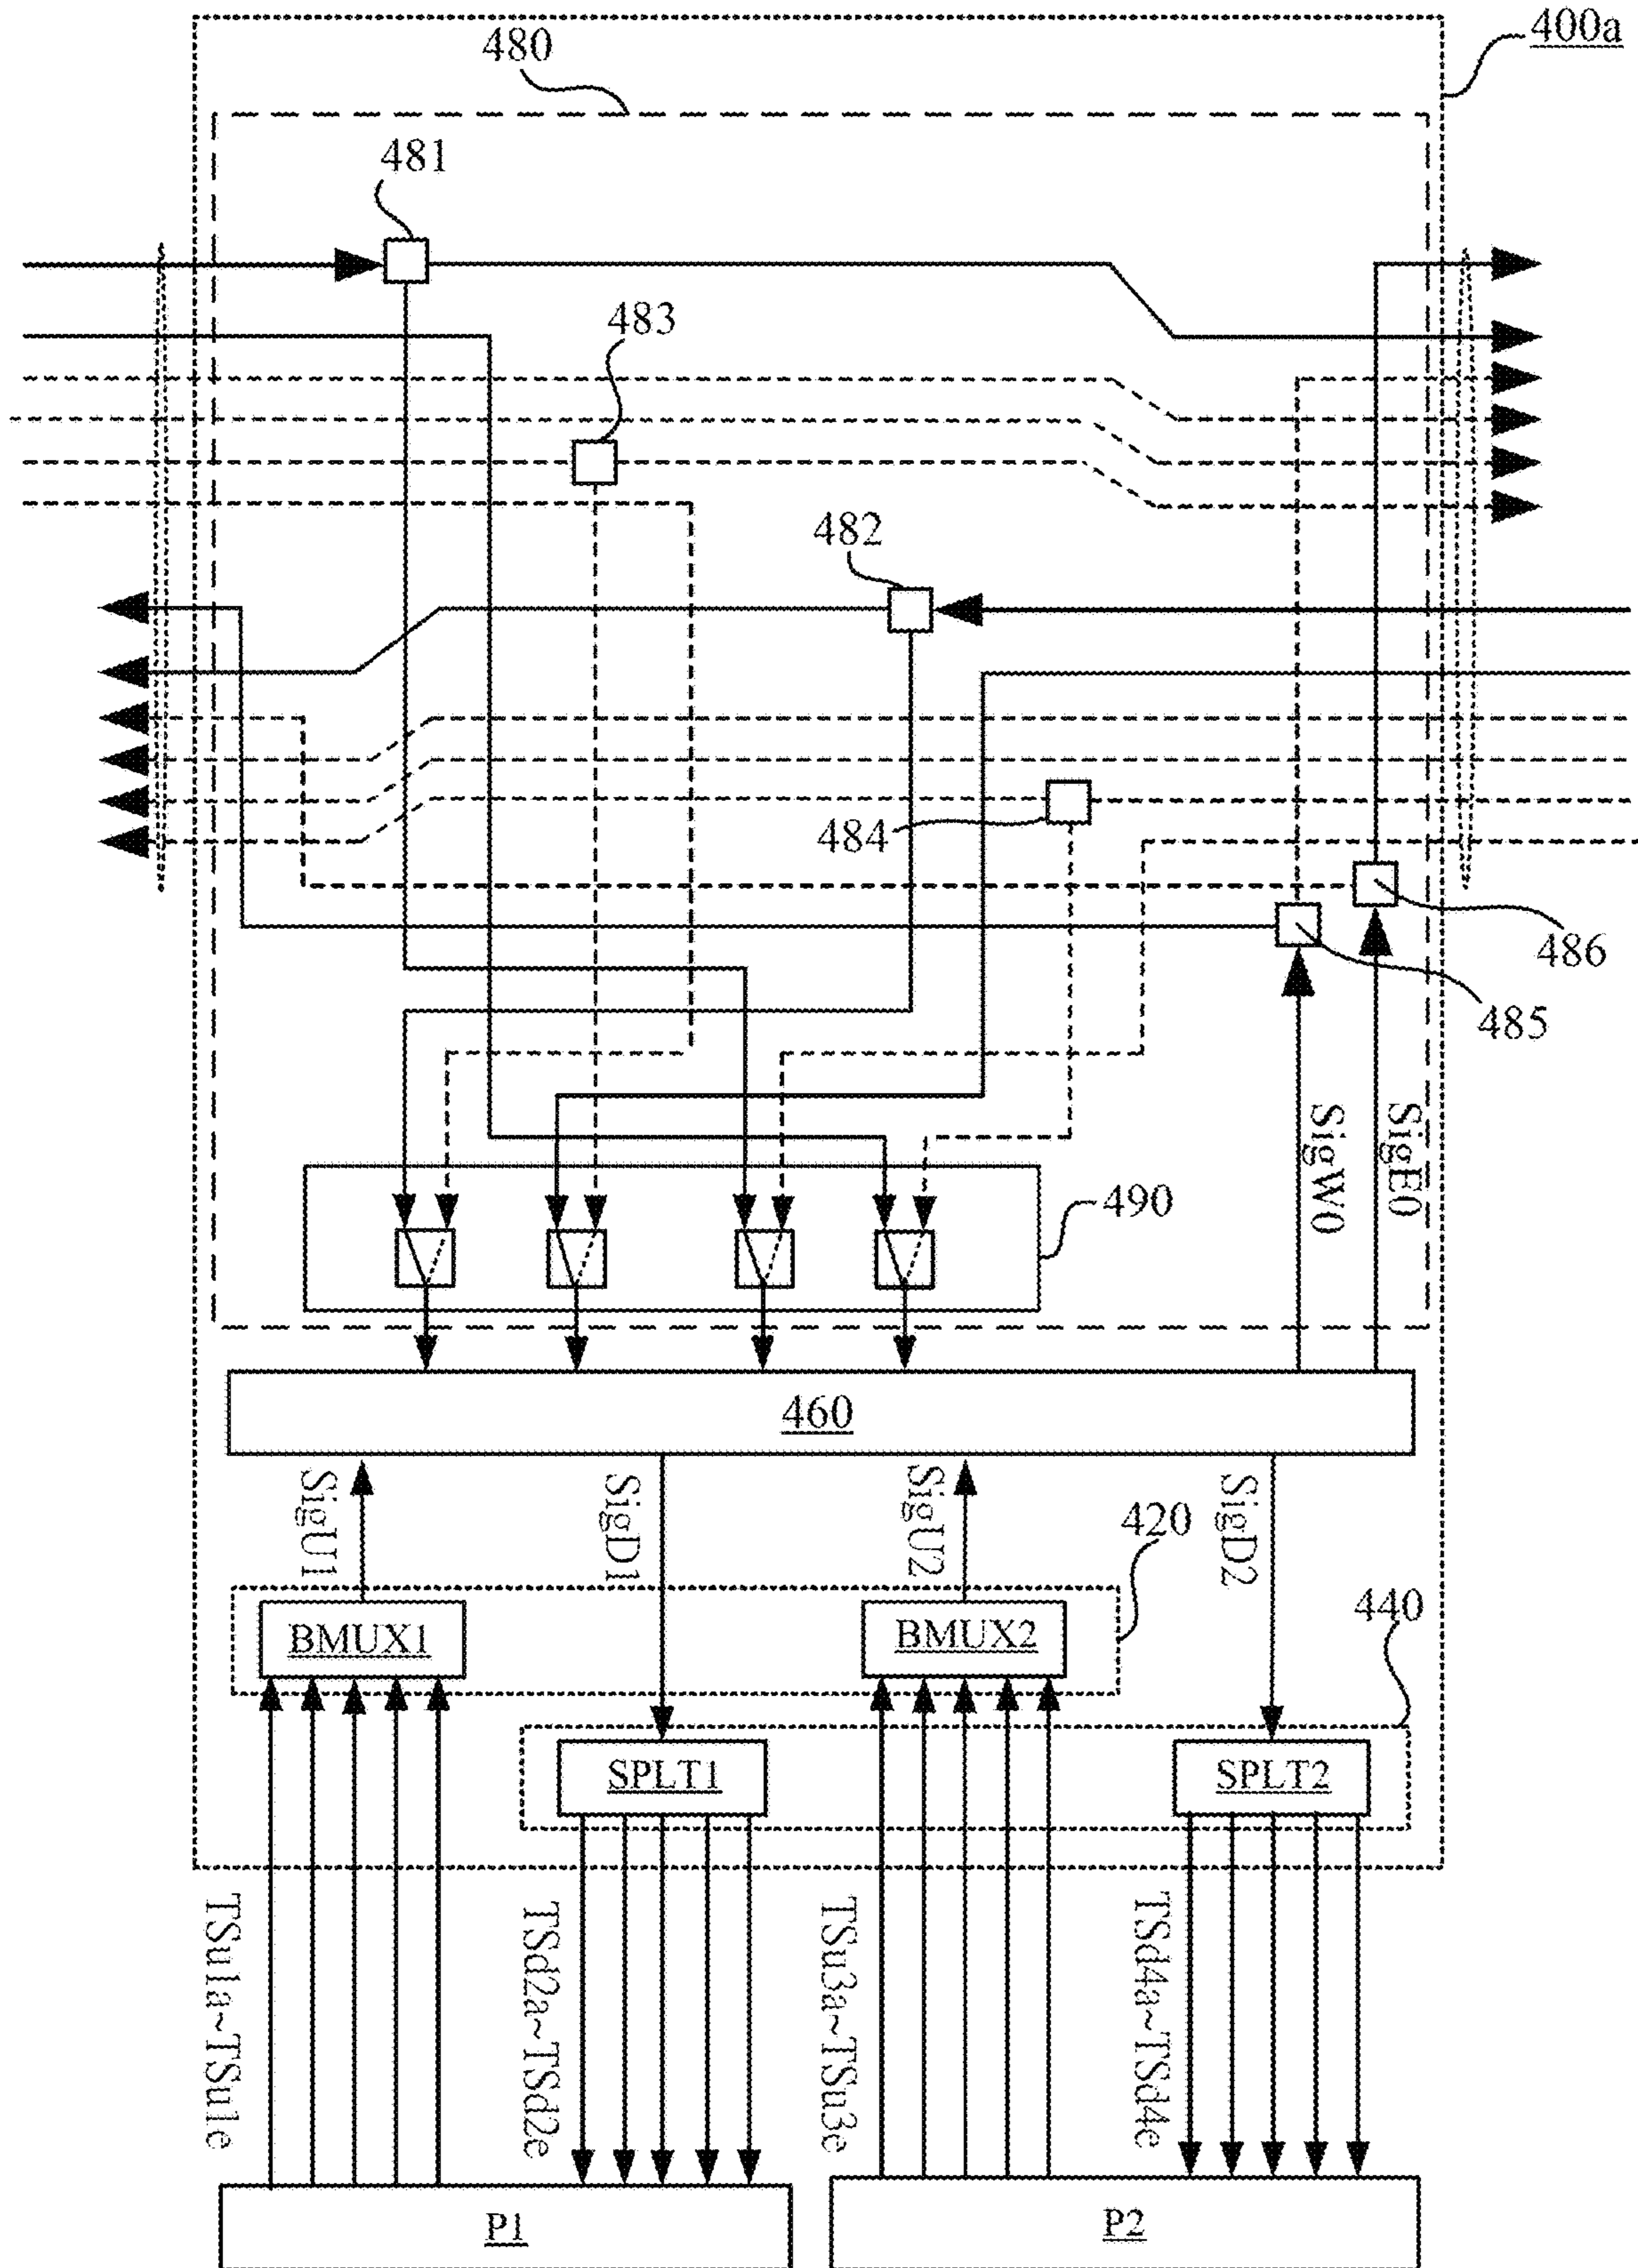 400a
480
481
483
482
484
486
485
SigW0
SigE0
490
460
SigU1
SigD1
SigU2
SigD2
420
440
BMUX1
BMUX2
SPLT1
SPLT2
TSu1a~TSu1e
TSd2a~TSd2e
TSu3a~TSu3e
TSd4a~TSd4e
P1
P2